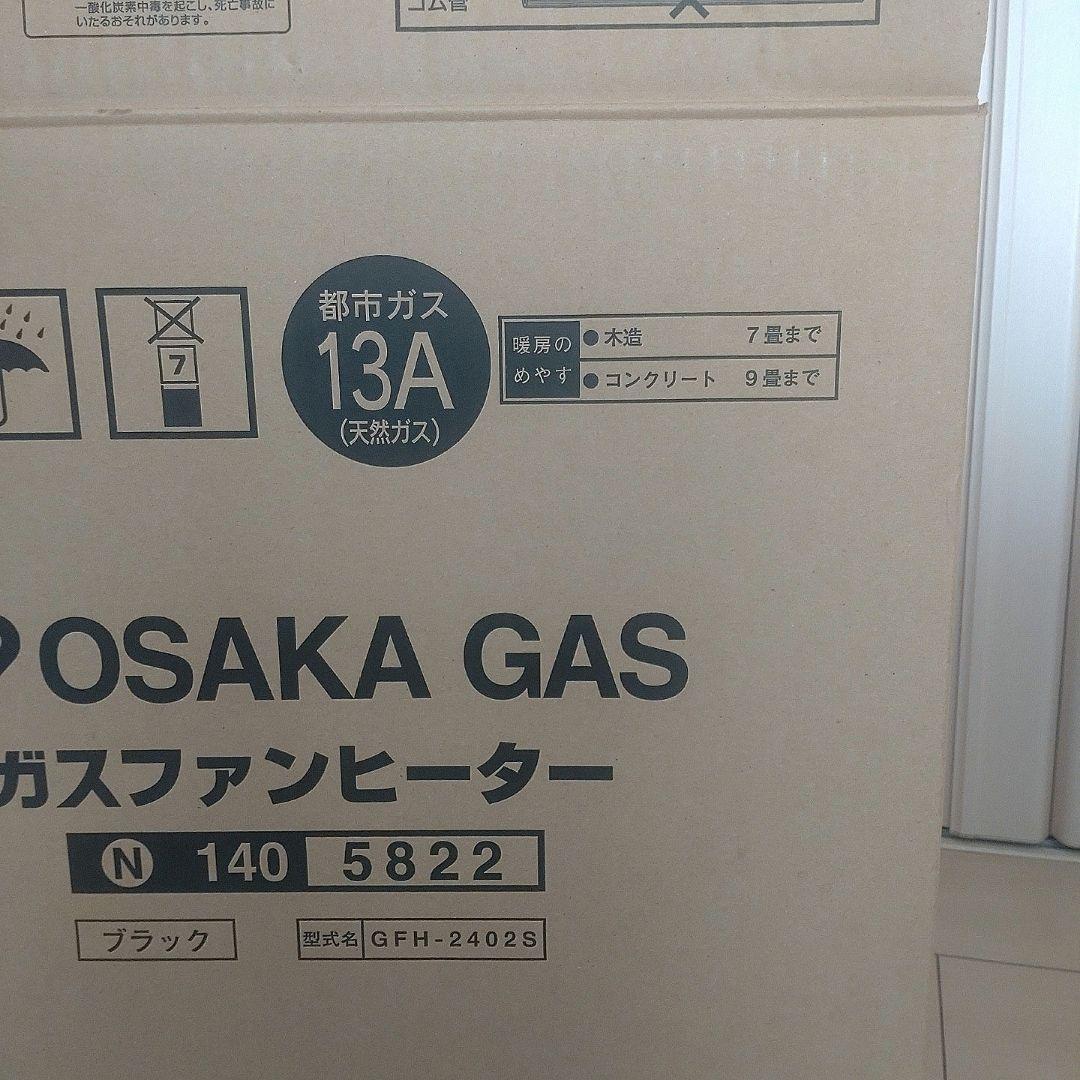 一酸化炭素中毒を起こし、死亡事故に
いたるおそれがあります。
ゴム管
7
都市ガス
13A
(天然ガス)
暖房の
めやす
●木造 7畳まで
●コンクリート 9畳まで
OSAKA GAS
ガスファンヒーター
N 140 5822
ブラック
型式名 GFH-2402S